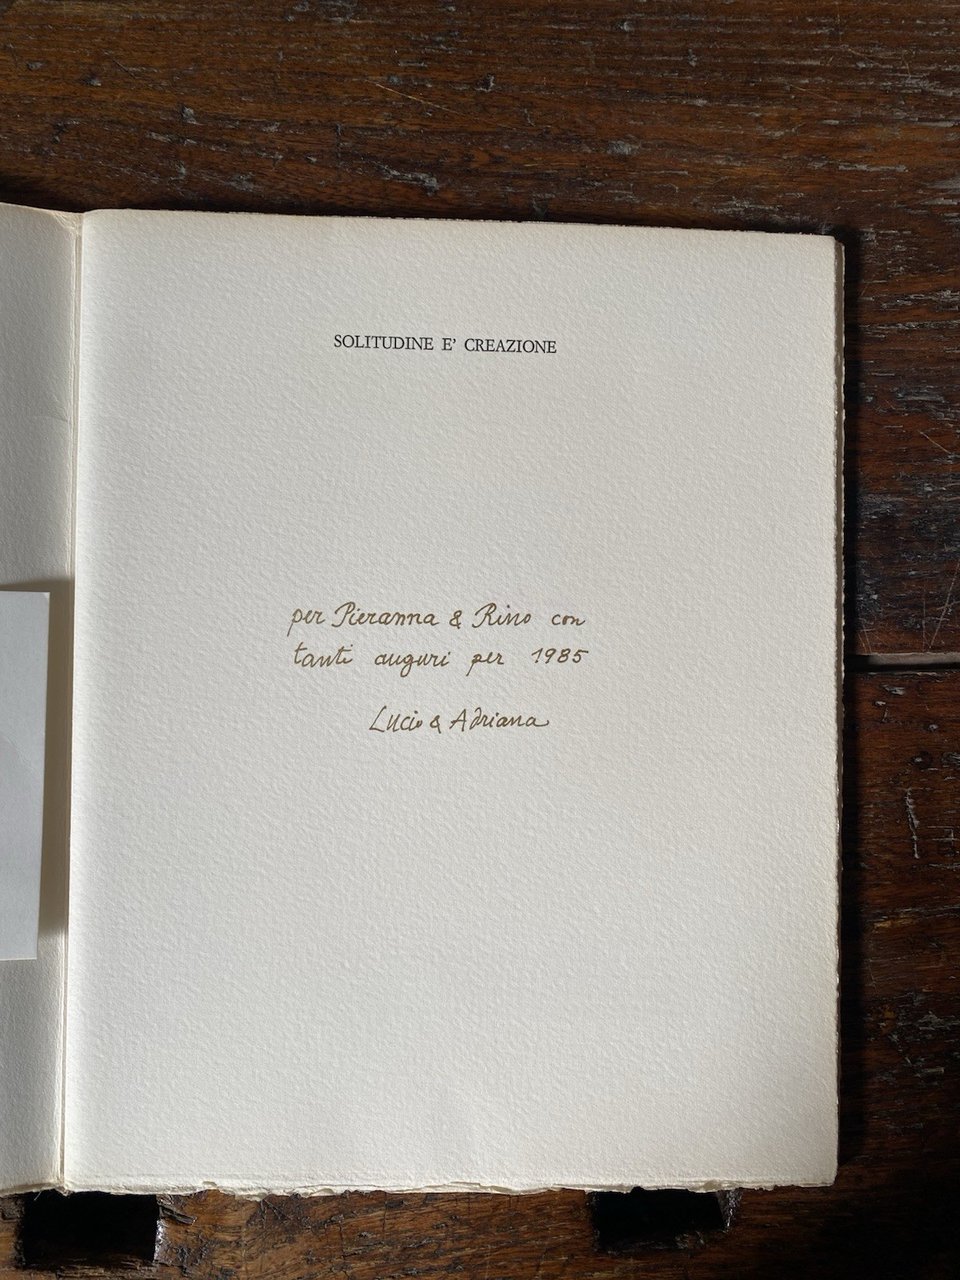 SOLITUDINE E' CREAZIONE
per Pieranna & Rino con
tanti auguri per 1985
Lucio & Adriana